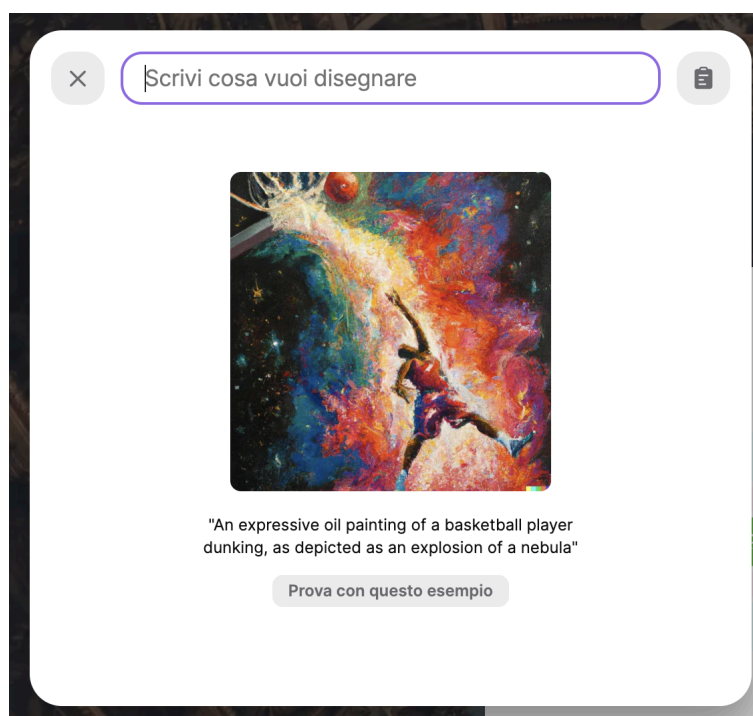 Scrivi cosa vuoi disegnare
"An expressive oil painting of a basketball player
dunking, as depicted as an explosion of a nebula"
Prova con questo esempio